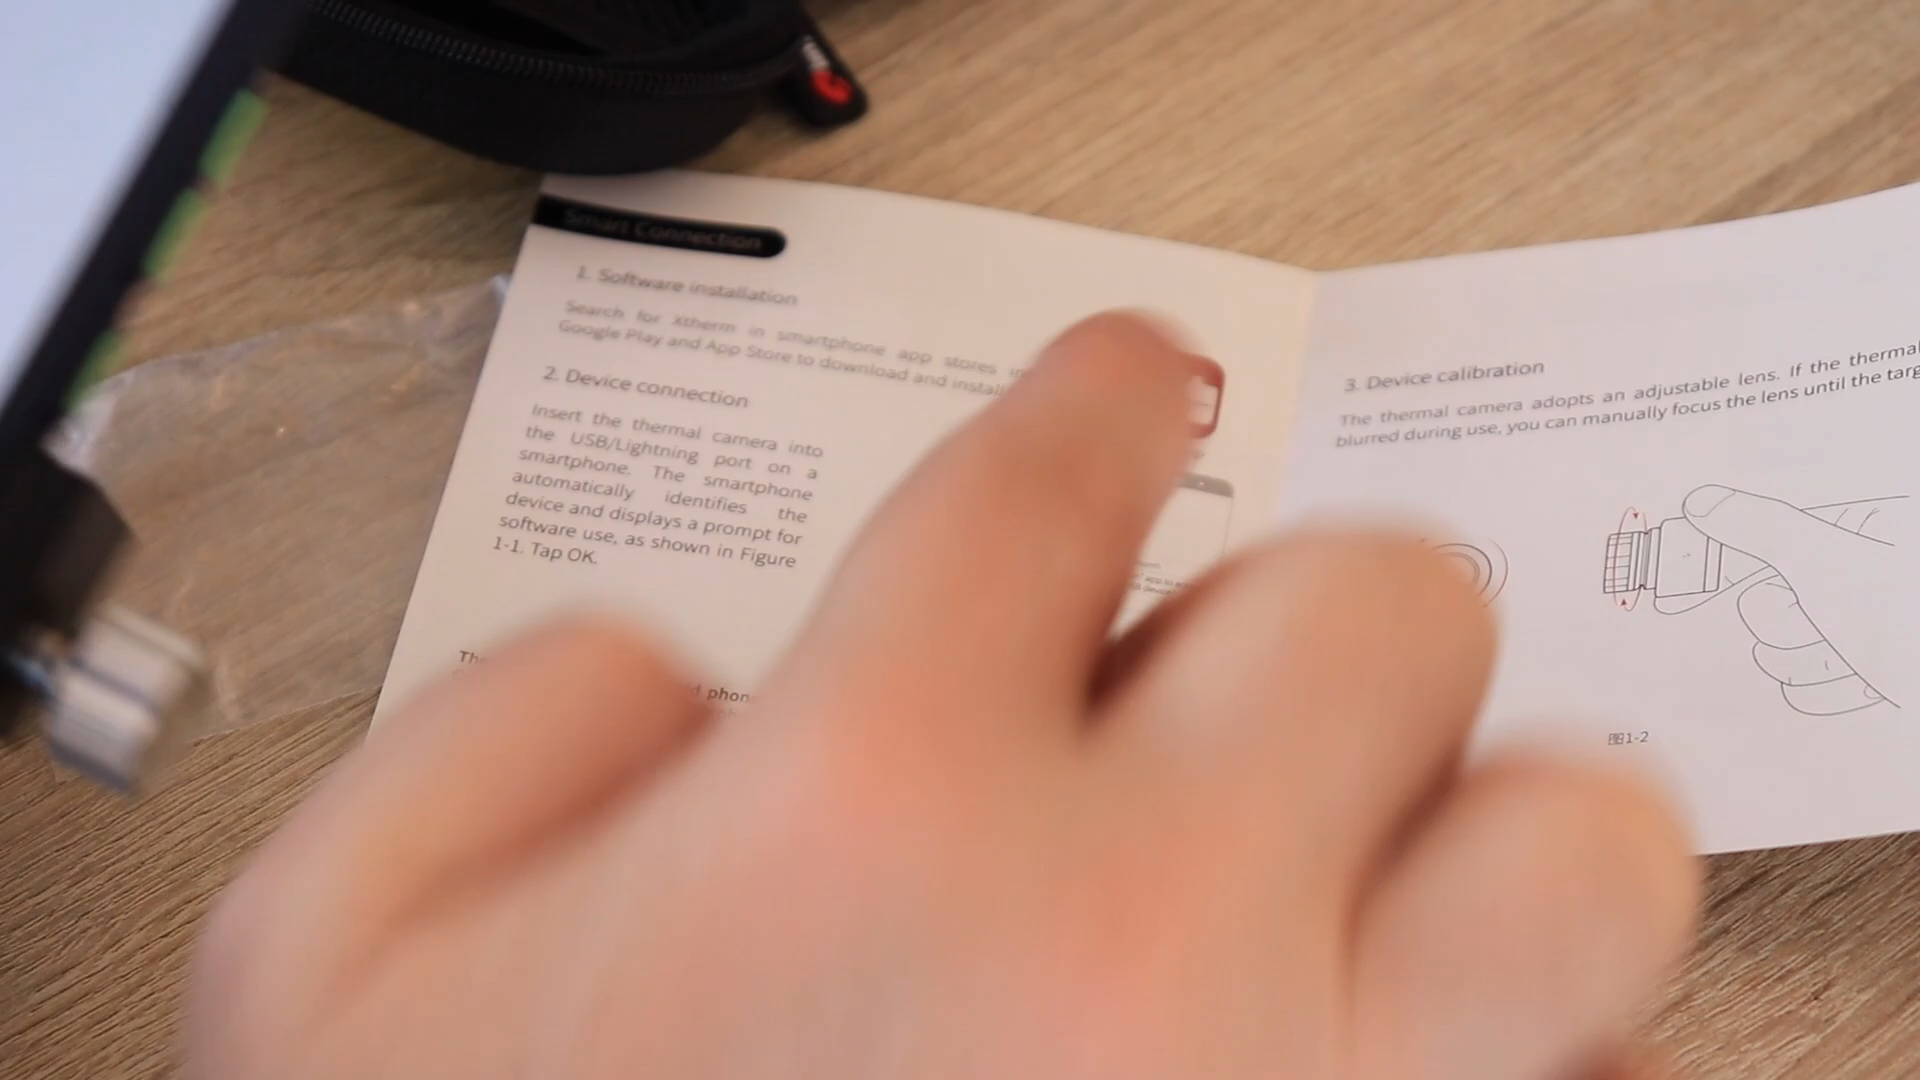 Smart Connection
1. Software installation
Search for Xtherm in smartphone app stores in
Google Play and App Store to download and install
2. Device connection
Insert the thermal camera into
the USB/Lightning port on a
smartphone. The smartphone
automatically identifies the
device and displays a prompt for
software use, as shown in Figure
1-1. Tap OK.
phon
3. Device calibration
The thermal camera adopts an adjustable lens. If the thermal
blurred during use, you can manually focus the lens until the targ
图1-2